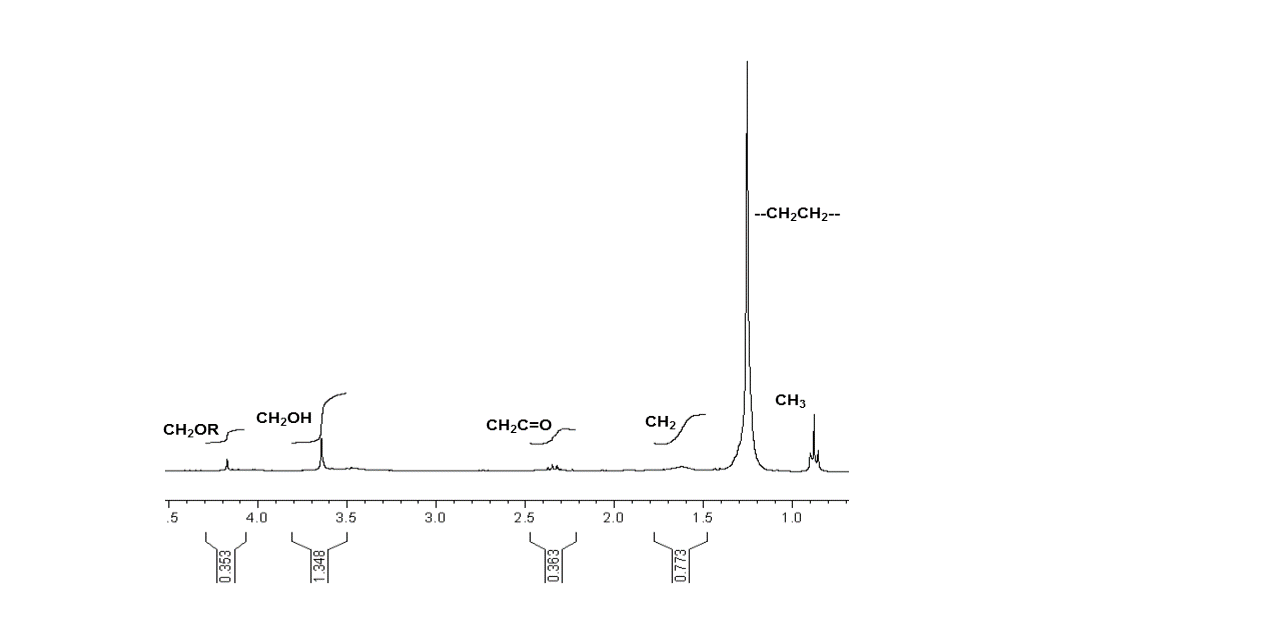 --CH₂CH₂--
CH₃
CH₂OR
CH₂OH
CH₂C=O
CH₂
.5 4.0 3.5 3.0 2.5 2.0 1.5 1.0
0.353 1.348 0.363 0.773